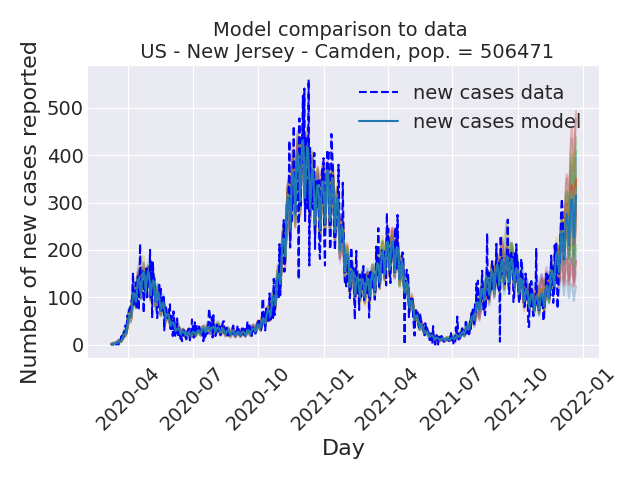 Model comparison to data
US - New Jersey - Camden, pop. = 506471
new cases data
new cases model
Number of new cases reported
500
400
300
200
100
0
2020-04
2020-07
2020-10
2021-01
2021-04
2021-07
2021-10
2022-01
Day